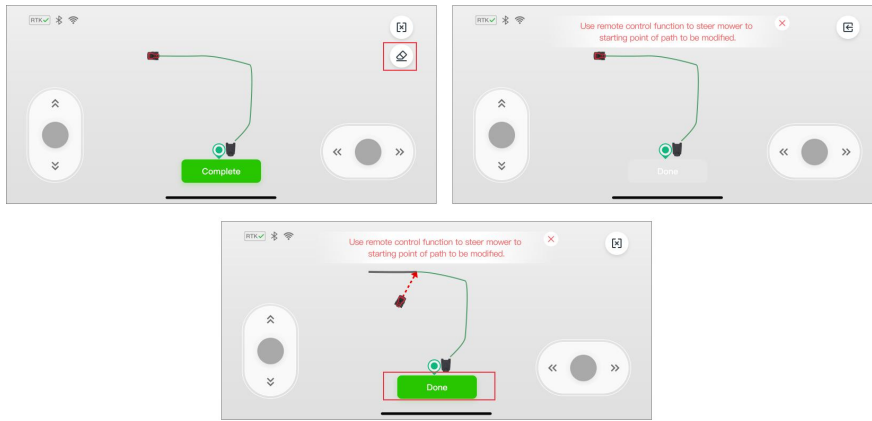 RTK✓
Complete
RTK✓
Use remote control function to steer mower to
starting point of path to be modified.
Done
RTK✓
Use remote control function to steer mower to
starting point of path to be modified.
Done